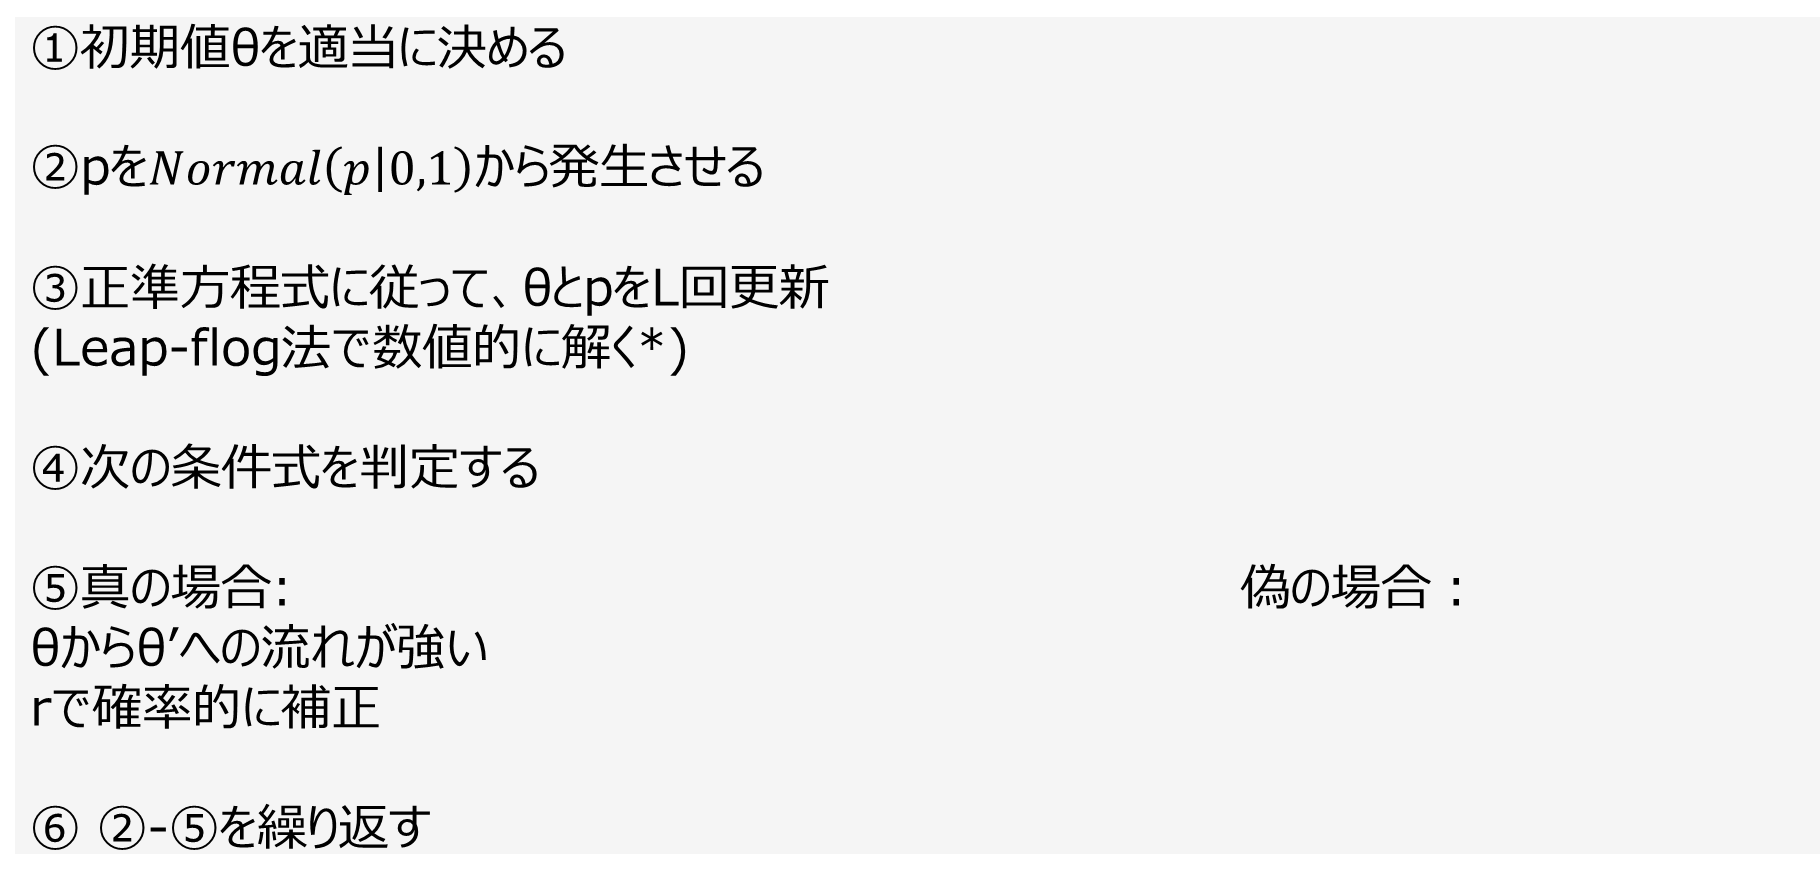 ①初期値θを適当に決める
②pをNormal(p|0,1)から発生させる
③正準方程式に従って、θとpをL回更新
(Leap-flog法で数値的に解く*)
④次の条件式を判定する
⑤真の場合: 偽の場合：
θからθ’への流れが強い
rで確率的に補正
⑥ ②-⑤を繰り返す